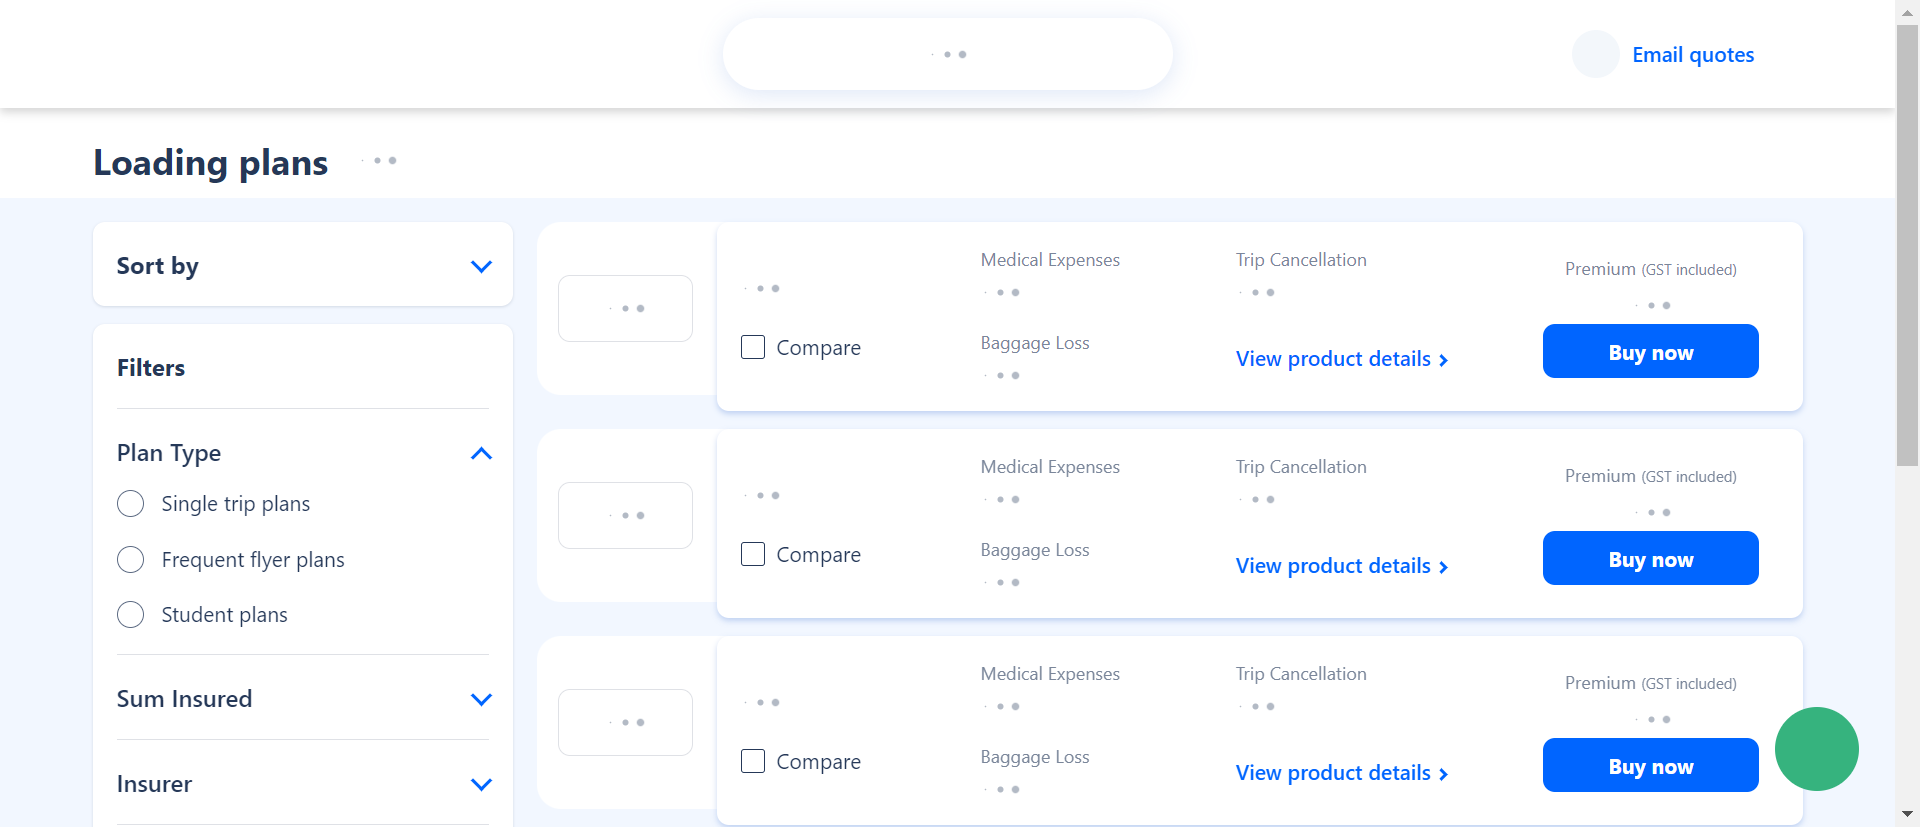 Email quotes
Loading plans
Sort by
Filters
Plan Type
Single trip plans
Frequent flyer plans
Student plans
Sum Insured
Insurer
Compare
Medical Expenses
Baggage Loss
Trip Cancellation
View product details
Premium (GST included)
Buy now
Compare
Medical Expenses
Baggage Loss
Trip Cancellation
View product details
Premium (GST included)
Buy now
Compare
Medical Expenses
Baggage Loss
Trip Cancellation
View product details
Premium (GST included)
Buy now